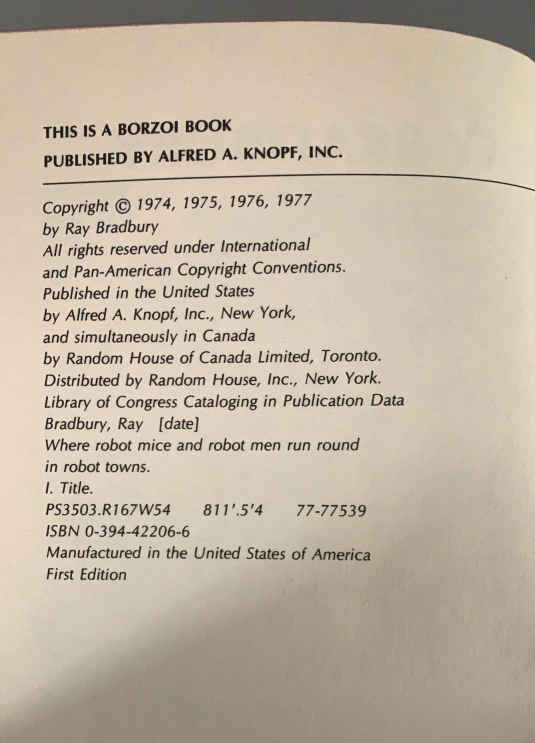 THIS IS A BORZOI BOOK
PUBLISHED BY ALFRED A. KNOPF, INC.
Copyright © 1974, 1975, 1976, 1977
by Ray Bradbury
All rights reserved under International
and Pan-American Copyright Conventions.
Published in the United States
by Alfred A. Knopf, Inc., New York,
and simultaneously in Canada
by Random House of Canada Limited, Toronto.
Distributed by Random House, Inc., New York.
Library of Congress Cataloging in Publication Data
Bradbury, Ray [date]
Where robot mice and robot men run round
in robot towns.
I. Title.
PS3503.R167W54 811'.5'4 77-77539
ISBN 0-394-42206-6
Manufactured in the United States of America
First Edition